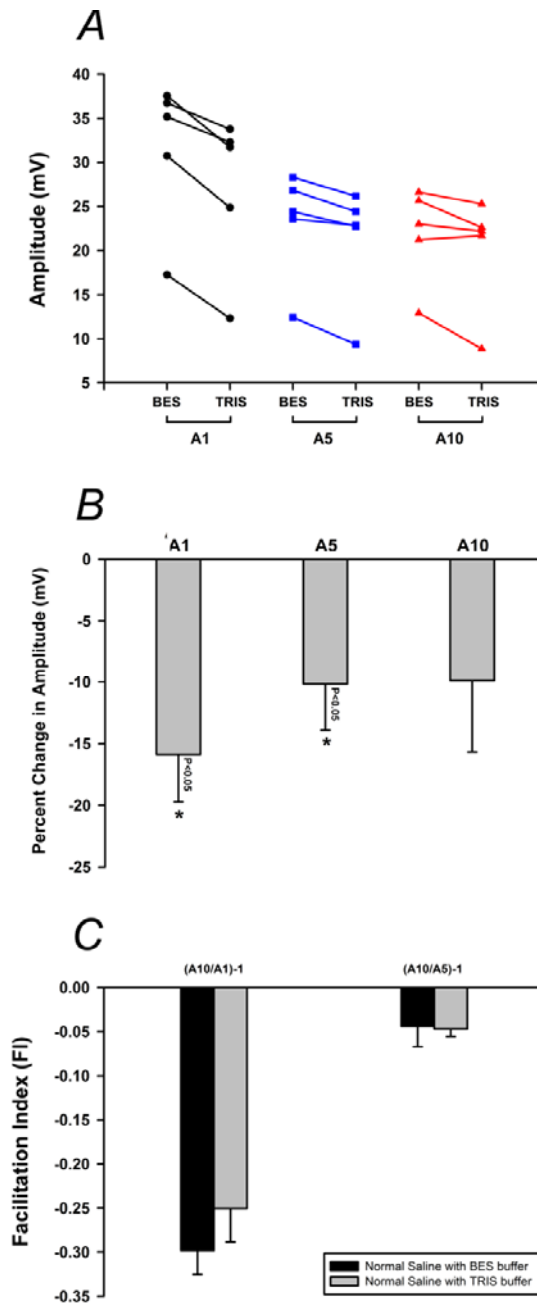 A
40
35
30
25
20
15
10
5
Amplitude (mV)
BES TRIS BES TRIS BES TRIS
A1 A5 A10
B
A1 A5 A10
0
-5
-10
-15
-20
-25
Percent Change in Amplitude (mV)
P<0.05
*
P<0.05
*
C
(A10/A1)-1 (A10/A5)-1
0.00
-0.05
-0.10
-0.15
-0.20
-0.25
-0.30
-0.35
Facilitation Index (FI)
Normal Saline with BES buffer
Normal Saline with TRIS buffer